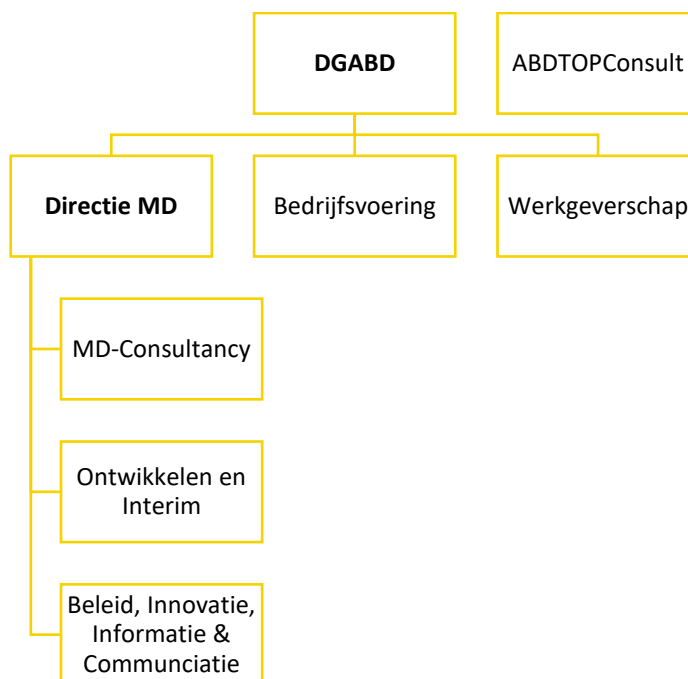 DGABD
ABDTOPConsult
Directie MD
Bedrijfsvoering
Werkgeverschap
MD-Consultancy
Ontwikkelen en
Interim
Beleid, Innovatie,
Informatie &
Communciatie